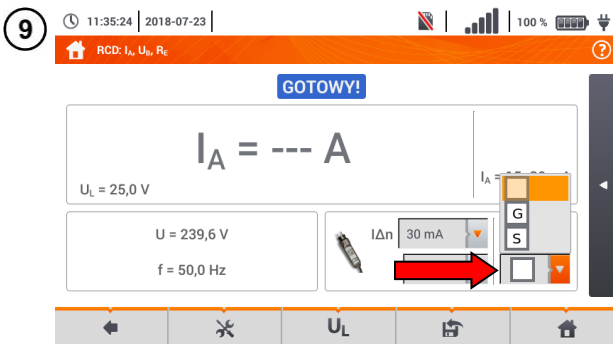 9
11:35:24 2018-07-23 100 %
RCD: IA, UB, RE ?
GOTOWY!
IA = --- A
UL = 25,0 V
IA =
U = 239,6 V
f = 50,0 Hz
IΔn 30 mA
G
S
UL